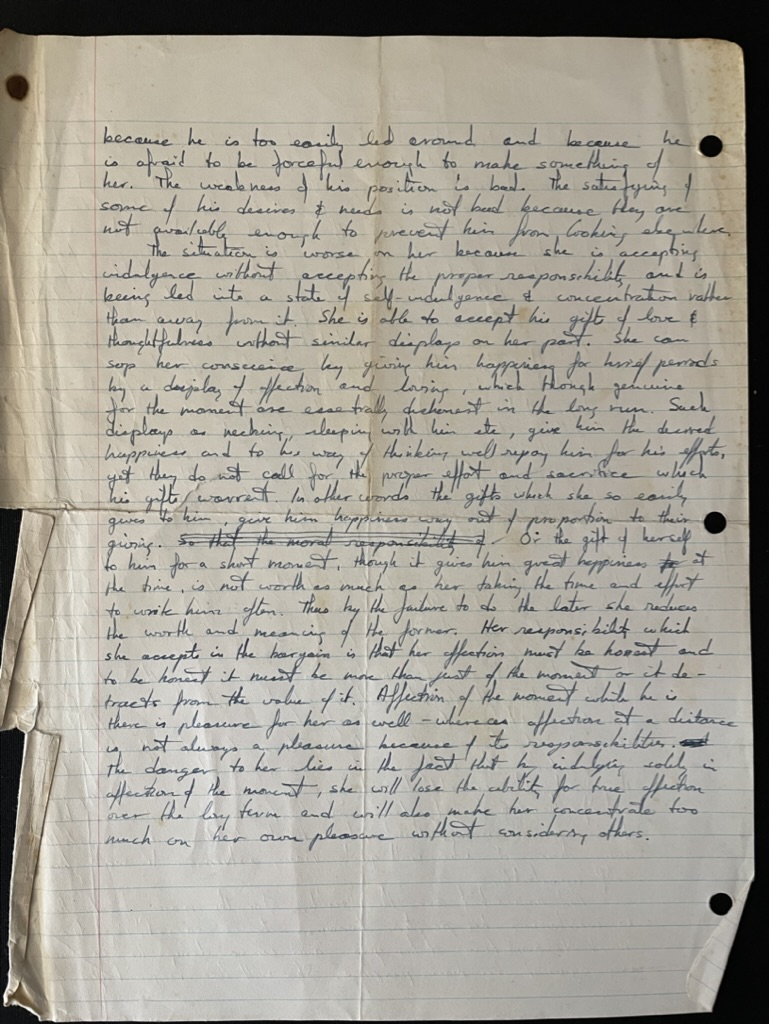 because he is too easily led around and because he
is afraid to be forceful enough to make something of
her. The weakness of his position is bad. The satisfying of
some of his desires & needs is not bad because they are
not availably enough to prevent him from looking elsewhere.
The situation is worse on her because she is accepting
indulgence without accepting the proper responsibility and is
being led into a state of self-indulgence & concentration rather
than away from it. She is able to accept his gifts of love &
thoughtfulness without similar displays on her part. She can
sop her conscience by giving him happiness for brief periods
by a display of affection and loving, which though genuine
for the moment are essentially dishonest in the long run. Such
displays as necking, sleeping with him etc, give him the desired
happiness and to his way of thinking well repay him for his efforts,
yet they do not call for the proper effort and sacrifice which
his gifts warrent. In other words the gifts which she so easily
gives to him, give him happiness way out of proportion to their
giving. So that the moral responsibility of Or the gift of herself
to him for a short moment, though it gives him great happiness at
the time, is not worth as much as her taking the time and effort
to write him often. Thus by the failure to do the later she reduces
the worth and meaning of the former. Her responsibility which
she accepts in the bargain is that her affection must be honest and
to be honest it must be more than just of the moment or it de-
tracts from the value of it. Affection of the moment while he is
there is pleasure for her as well - whereas affection at a distance
is not always a pleasure because of its responsibilities.
The danger to her lies in the fact that by indulging solely in
affection of the moment, she will lose the ability for true affection
over the long term and will also make her concentrate too
much on her own pleasure without considering others.